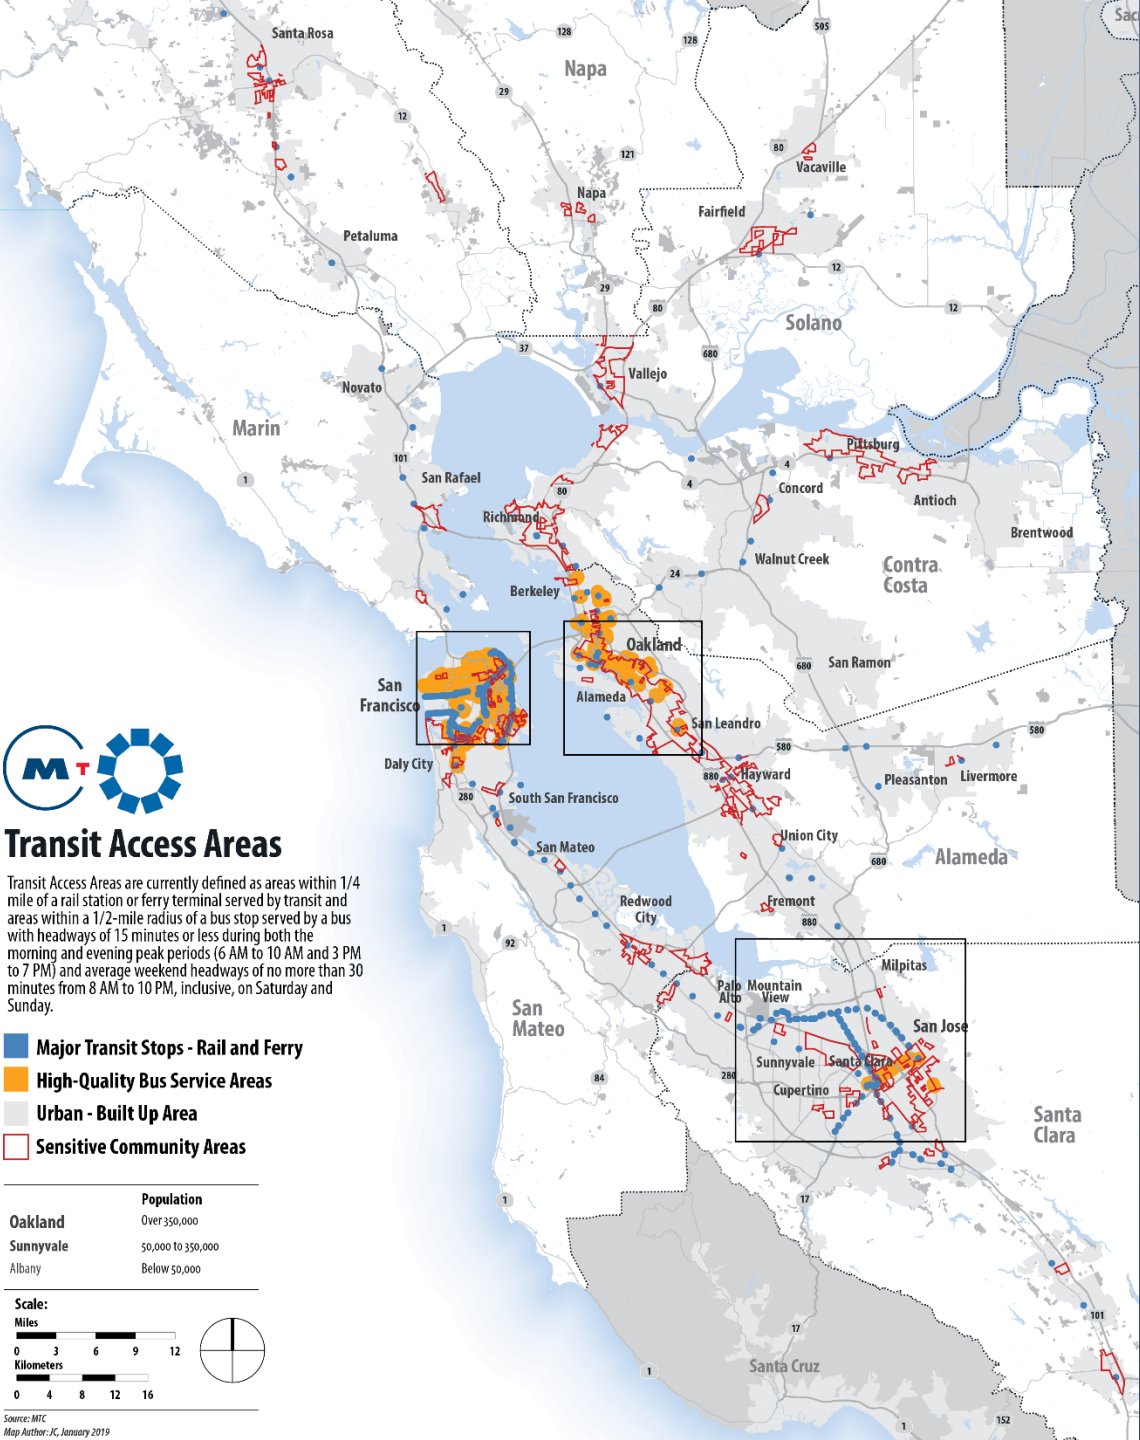 Santa Rosa
128
128
505
Sac
Napa
29
12
121
80
Vacaville
Napa
Fairfield
Petaluma
12
29
80
12
Solano
37
680
Novato
Vallejo
Marin
101
San Rafael
1
80
4
4
Pittsburg
Concord
Antioch
Richmond
Brentwood
Walnut Creek
Contra
Costa
24
Berkeley
Oakland
680
San Ramon
San
Francisco
Alameda
San Leandro
580
580
Daly City
880
Hayward
Pleasanton
Livermore
280
South San Francisco
Union City
San Mateo
680
Alameda
Redwood
City
Fremont
880
1
92
Milpitas
Palo
Alto
Mountain
View
San
Mateo
San Jose
Sunnyvale
Santa Clara
280
Cupertino
84
Santa
Clara
1
17
101
17
Santa Cruz
1
1
152
M T
Transit Access Areas
Transit Access Areas are currently defined as areas within 1/4
mile of a rail station or ferry terminal served by transit and
areas within a 1/2-mile radius of a bus stop served by a bus
with headways of 15 minutes or less during both the
morning and evening peak periods (6 AM to 10 AM and 3 PM
to 7 PM) and average weekend headways of no more than 30
minutes from 8 AM to 10 PM, inclusive, on Saturday and
Sunday.
Major Transit Stops - Rail and Ferry
High-Quality Bus Service Areas
Urban - Built Up Area
Sensitive Community Areas
Population
Oakland Over 350,000
Sunnyvale 50,000 to 350,000
Albany Below 50,000
Scale:
Miles
0 3 6 9 12
Kilometers
0 4 8 12 16
Source: MTC
Map Author: JC, January 2019